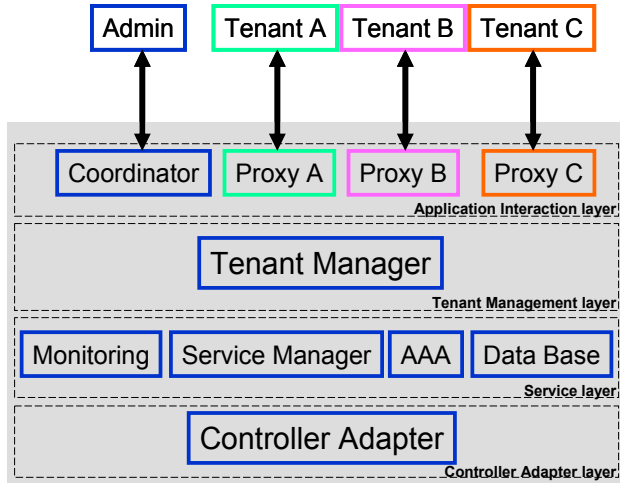 Admin
Tenant A
Tenant B
Tenant C
Coordinator
Proxy A
Proxy B
Proxy C
Application Interaction layer
Tenant Manager
Tenant Management layer
Monitoring
Service Manager
AAA
Data Base
Service layer
Controller Adapter
Controller Adapter layer